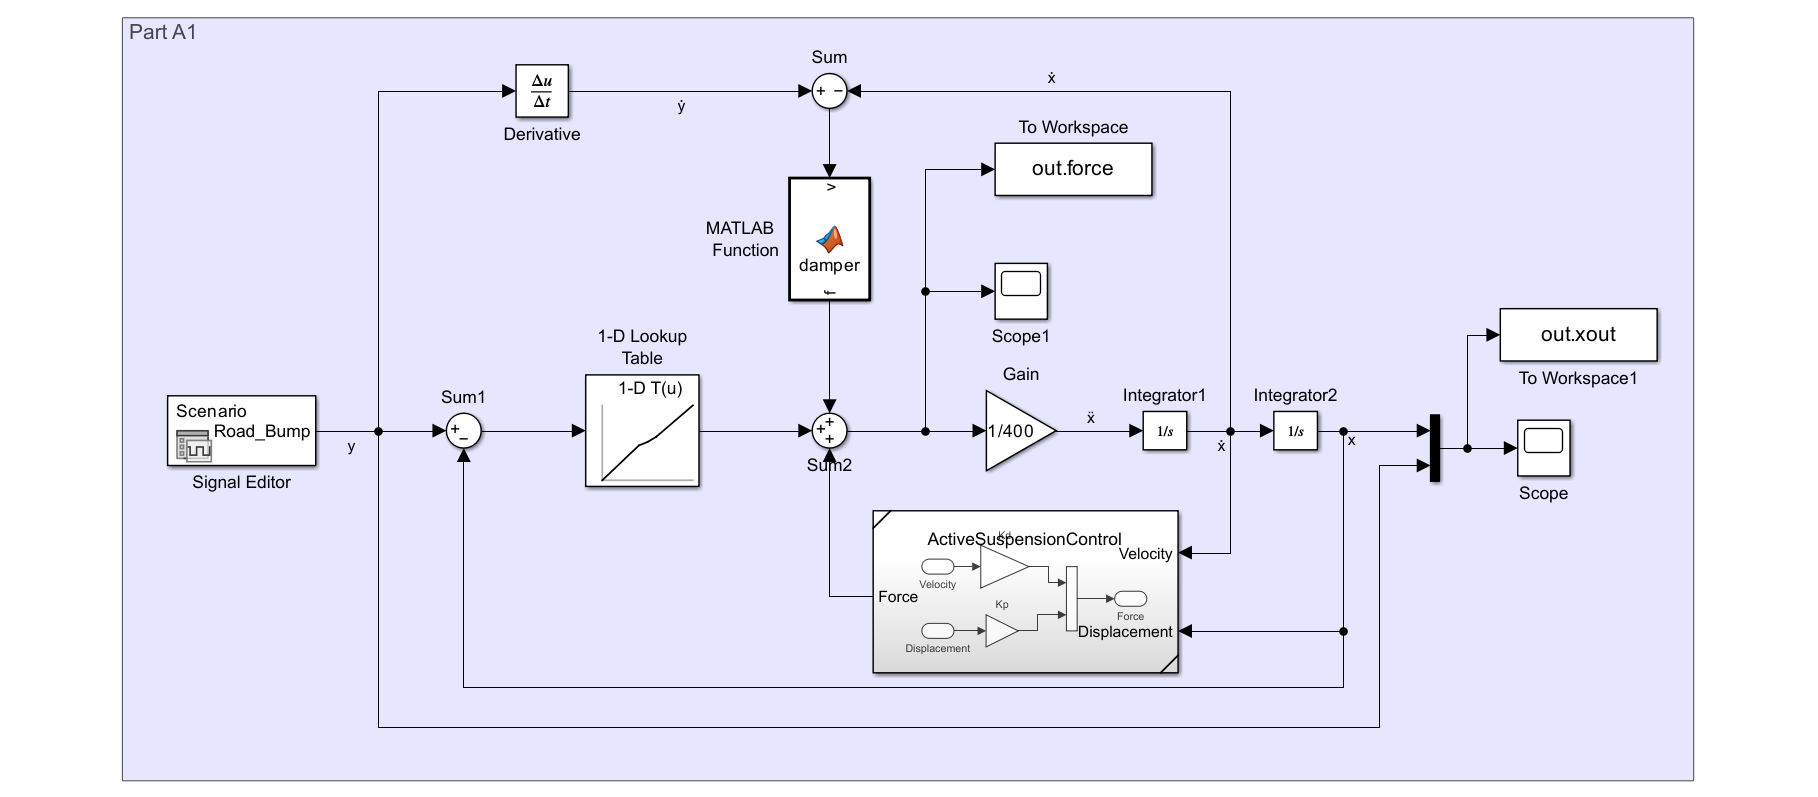 Part A1
Sum
Δu
Δt
+ −
ẋ
ẏ
Derivative
To Workspace
out.force
v
MATLAB
Function
damper
f
Scope1
1-D Lookup
Table
1-D T(u)
out.xout
To Workspace1
Gain
Sum1
Integrator1
Integrator2
Scenario
Road_Bump
y
+
−
+
+
+
Sum2
1/400
ẍ
1/s
ẋ
1/s
x
Signal Editor
Scope
ActiveSuspensionControl
Velocity
Velocity
Force
Kp
Force
Displacement
Displacement